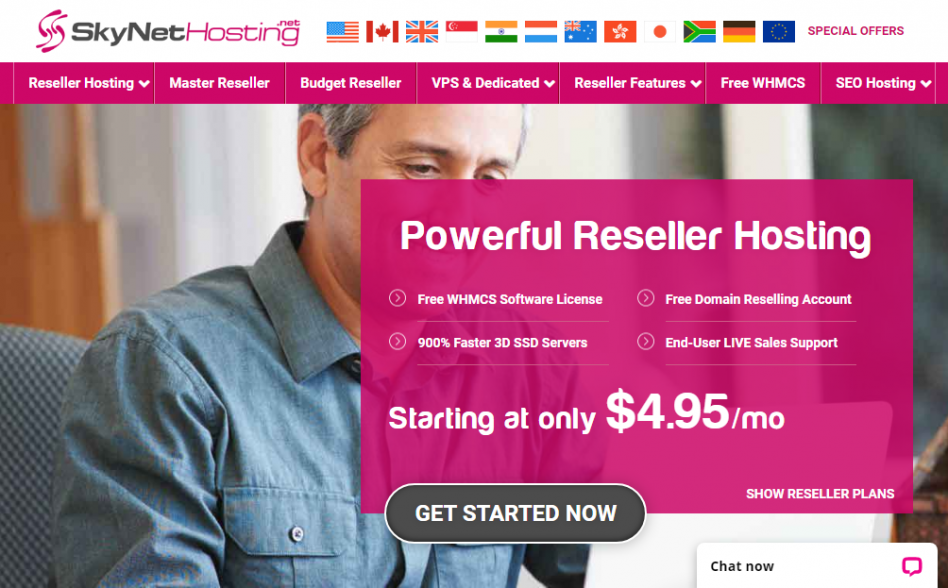 SkyNetHosting.net
SPECIAL OFFERS
Reseller Hosting Master Reseller Budget Reseller VPS & Dedicated Reseller Features Free WHMCS SEO Hosting
Powerful Reseller Hosting
Free WHMCS Software License Free Domain Reselling Account
900% Faster 3D SSD Servers End-User LIVE Sales Support
Starting at only $4.95/mo
SHOW RESELLER PLANS
GET STARTED NOW
Chat now